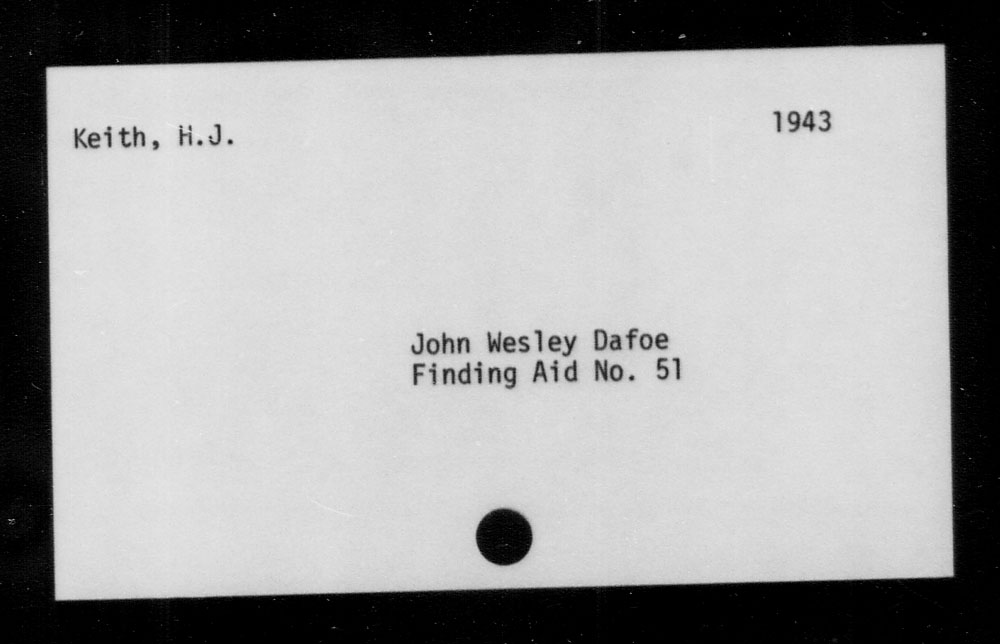 Keith, H.J.
1943
John Wesley Dafoe
Finding Aid No. 51